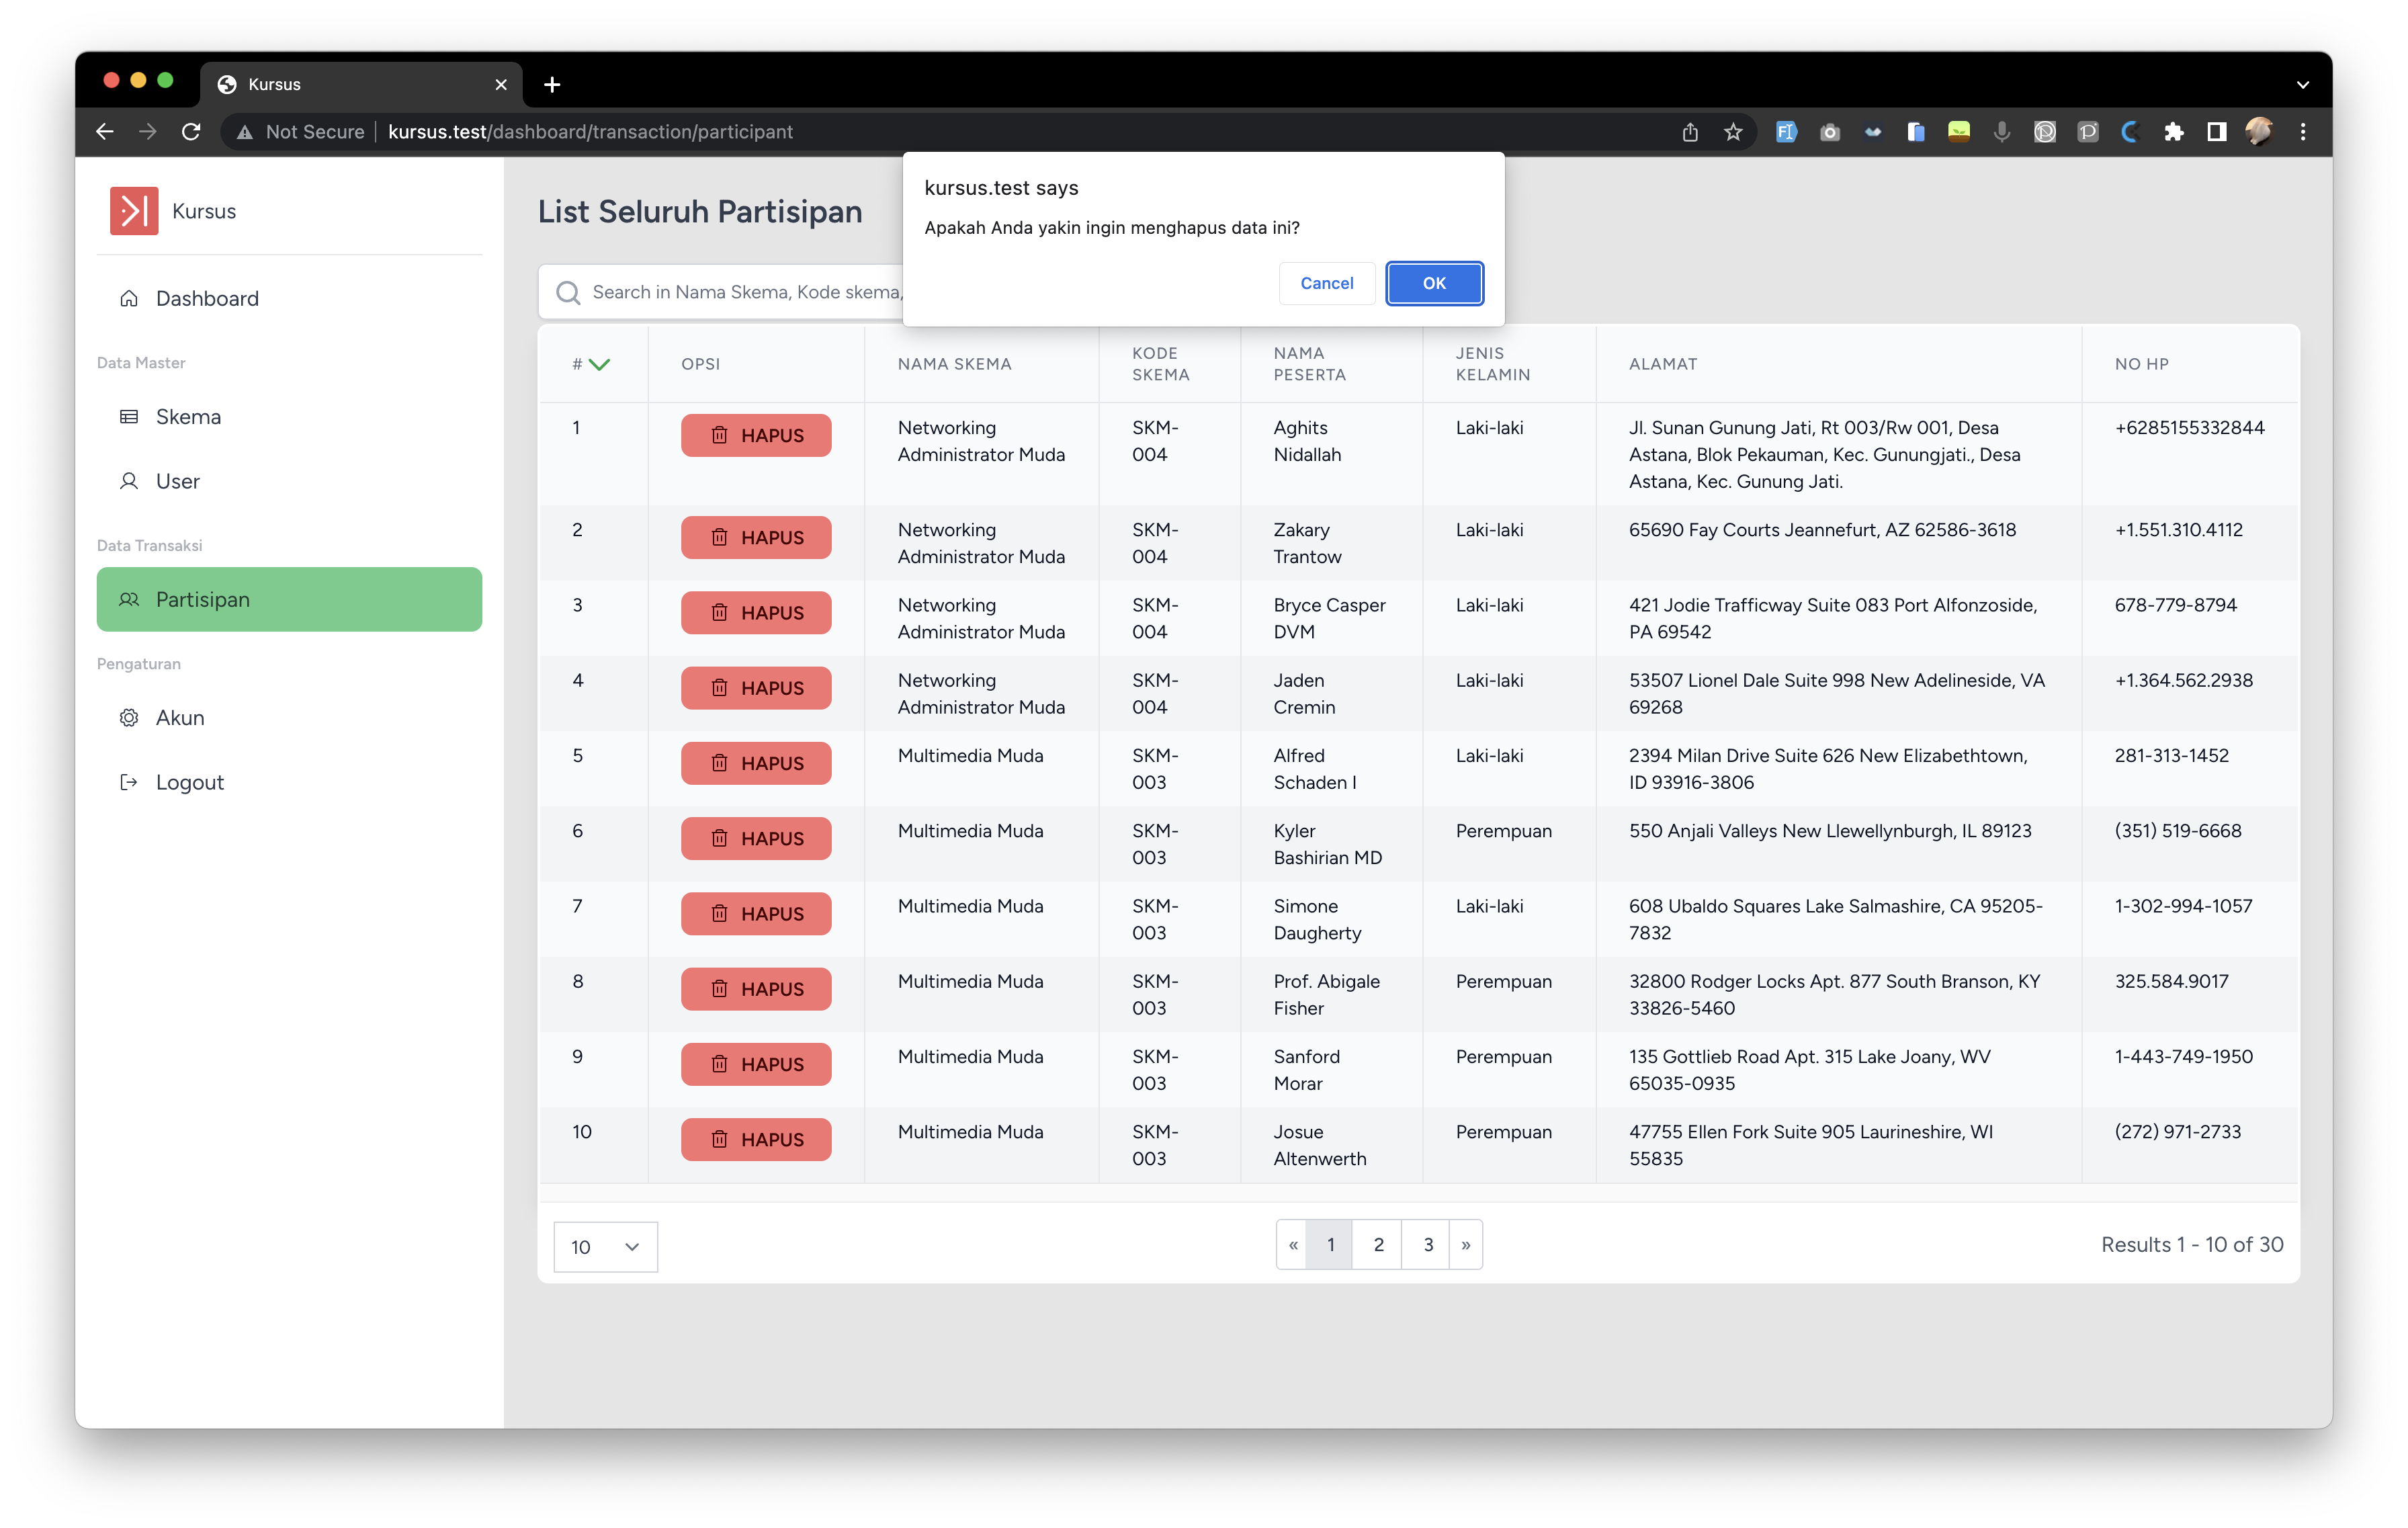 Kursus
Not Secure
kursus.test/dashboard/transaction/participant
kursus.test says
Apakah Anda yakin ingin menghapus data ini?
Cancel
OK
Kursus
Dashboard
Data Master
Skema
User
Data Transaksi
Partisipan
Pengaturan
Akun
Logout
List Seluruh Partisipan
Search in Nama Skema, Kode skema,
# OPSI NAMA SKEMA KODE SKEMA NAMA PESERTA JENIS KELAMIN ALAMAT NO HP
1 HAPUS Networking Administrator Muda SKM-004 Aghits Nidallah Laki-laki Jl. Sunan Gunung Jati, Rt 003/Rw 001, Desa Astana, Blok Pekauman, Kec. Gunungjati., Desa Astana, Kec. Gunung Jati. +6285155332844
2 HAPUS Networking Administrator Muda SKM-004 Zakary Trantow Laki-laki 65690 Fay Courts Jeannefurt, AZ 62586-3618 +1.551.310.4112
3 HAPUS Networking Administrator Muda SKM-004 Bryce Casper DVM Laki-laki 421 Jodie Trafficway Suite 083 Port Alfonzoside, PA 69542 678-779-8794
4 HAPUS Networking Administrator Muda SKM-004 Jaden Cremin Laki-laki 53507 Lionel Dale Suite 998 New Adelineside, VA 69268 +1.364.562.2938
5 HAPUS Multimedia Muda SKM-003 Alfred Schaden I Laki-laki 2394 Milan Drive Suite 626 New Elizabethtown, ID 93916-3806 281-313-1452
6 HAPUS Multimedia Muda SKM-003 Kyler Bashirian MD Perempuan 550 Anjali Valleys New Llewellynburgh, IL 89123 (351) 519-6668
7 HAPUS Multimedia Muda SKM-003 Simone Daugherty Laki-laki 608 Ubaldo Squares Lake Salmashire, CA 95205-7832 1-302-994-1057
8 HAPUS Multimedia Muda SKM-003 Prof. Abigale Fisher Perempuan 32800 Rodger Locks Apt. 877 South Branson, KY 33826-5460 325.584.9017
9 HAPUS Multimedia Muda SKM-003 Sanford Morar Perempuan 135 Gottlieb Road Apt. 315 Lake Joany, WV 65035-0935 1-443-749-1950
10 HAPUS Multimedia Muda SKM-003 Josue Altenwerth Perempuan 47755 Ellen Fork Suite 905 Laurineshire, WI 55835 (272) 971-2733
10
« 1 2 3 »
Results 1 - 10 of 30